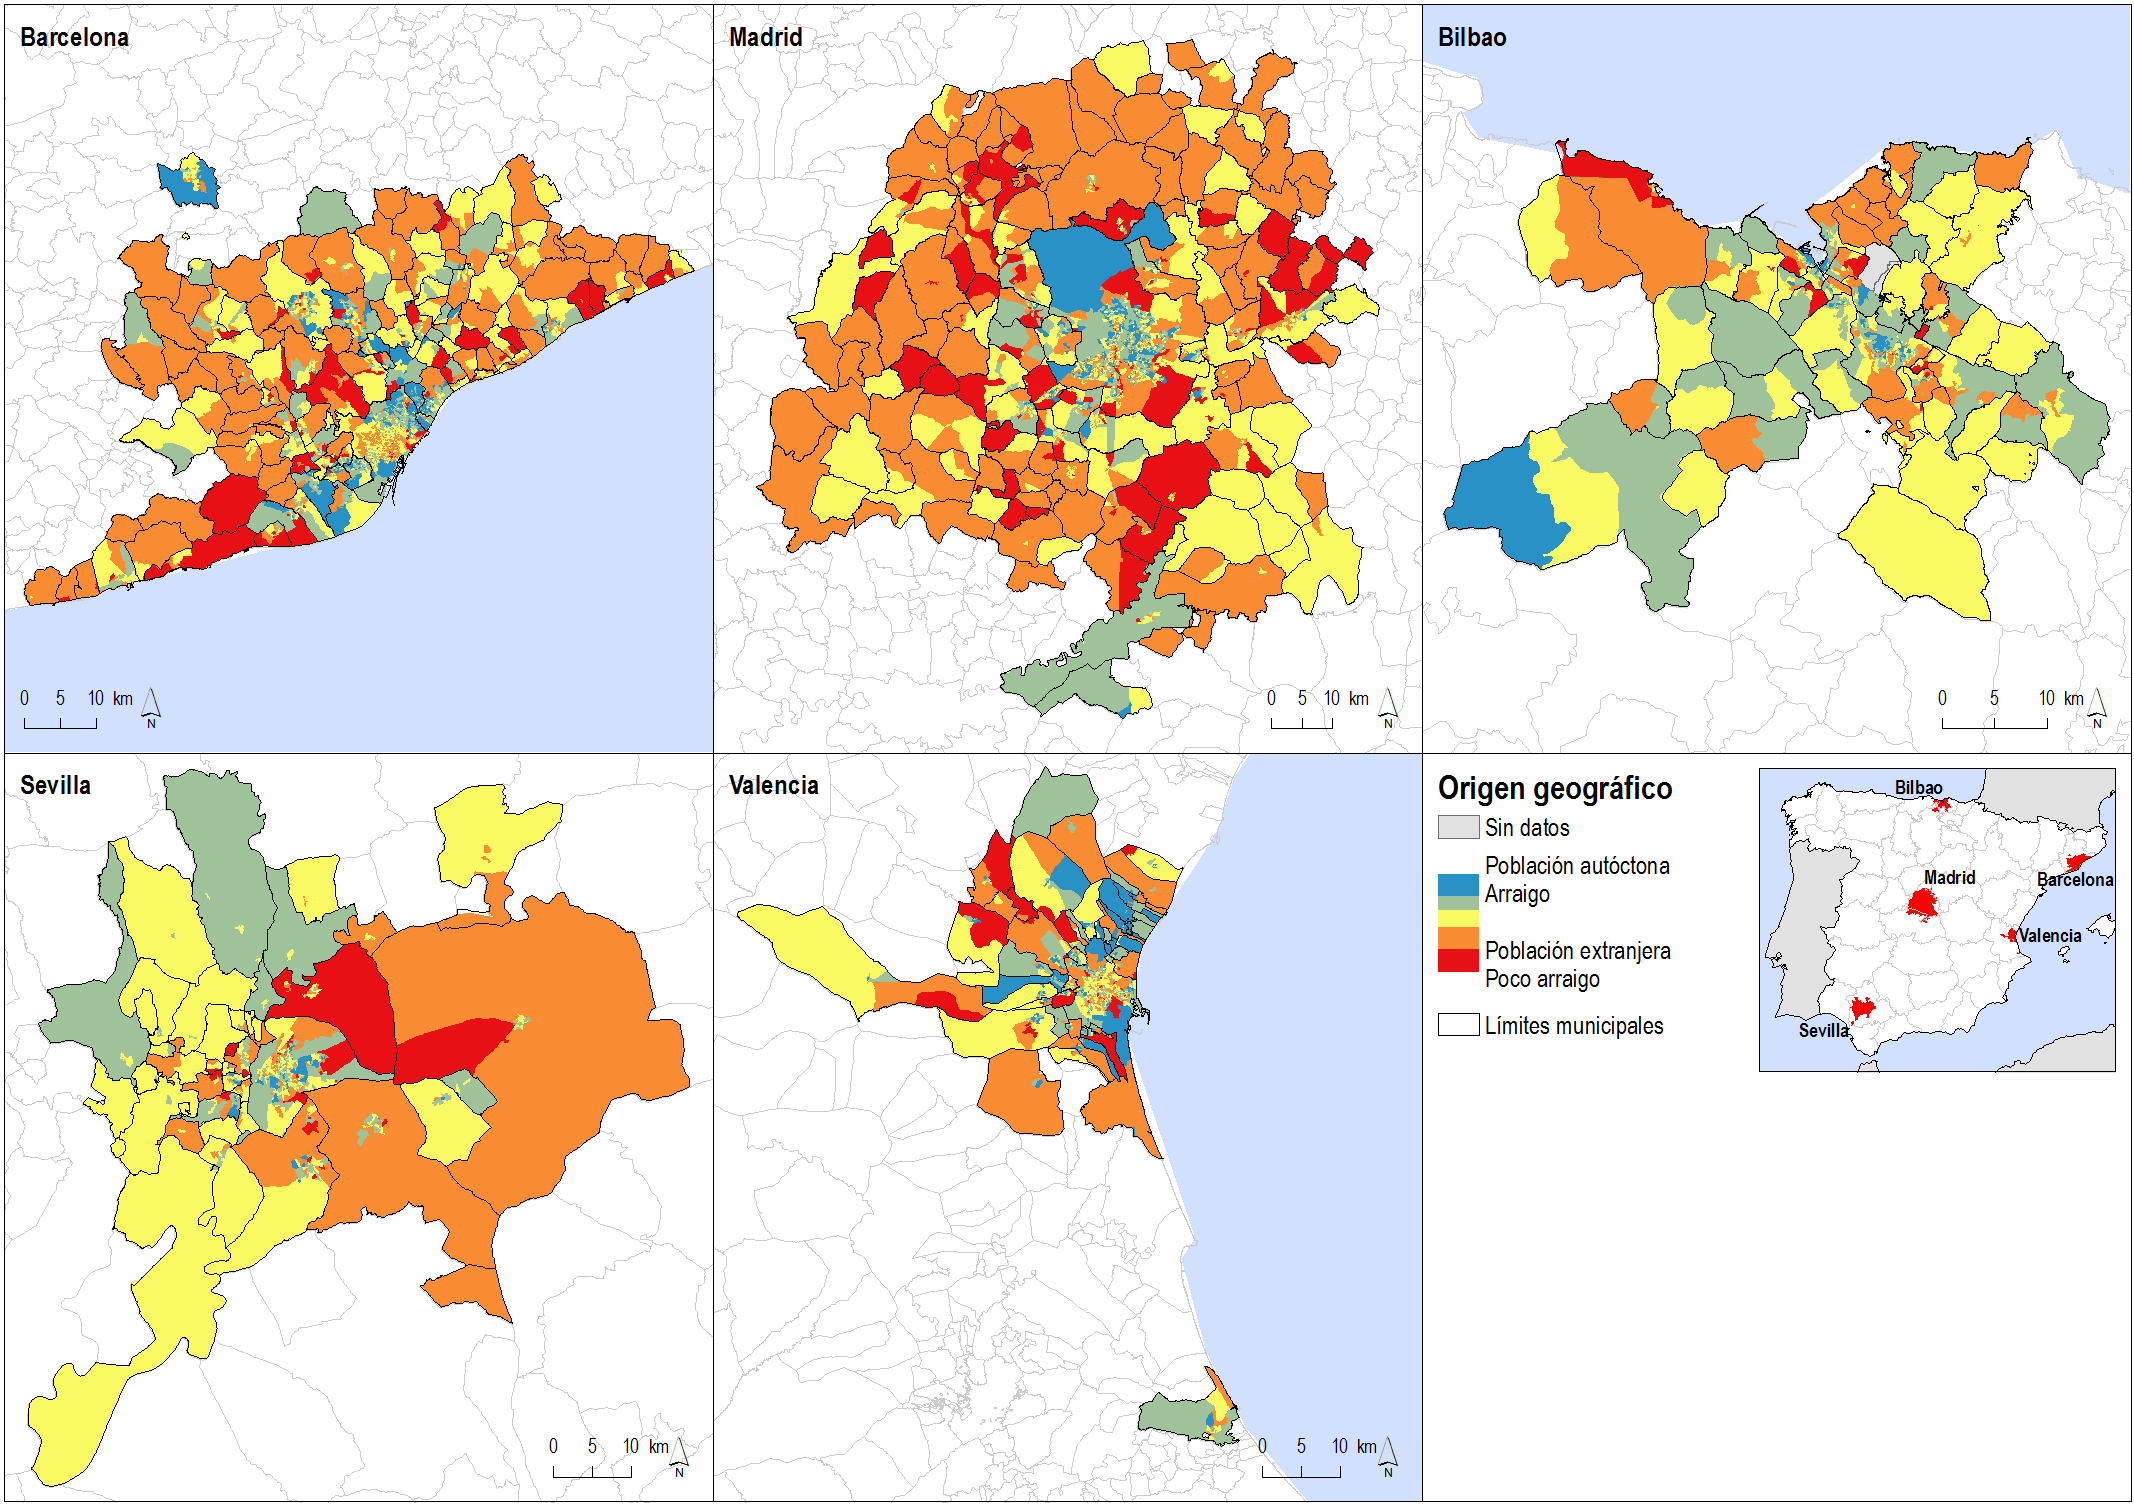 Barcelona
0 5 10 km
N
Madrid
0 5 10 km
N
Bilbao
0 5 10 km
N
Sevilla
0 5 10 km
N
Valencia
0 5 10 km
N
Origen geográfico
Sin datos
Población autóctona
Arraigo
Población extranjera
Poco arraigo
Límites municipales
Bilbao
Madrid
Barcelona
Valencia
Sevilla